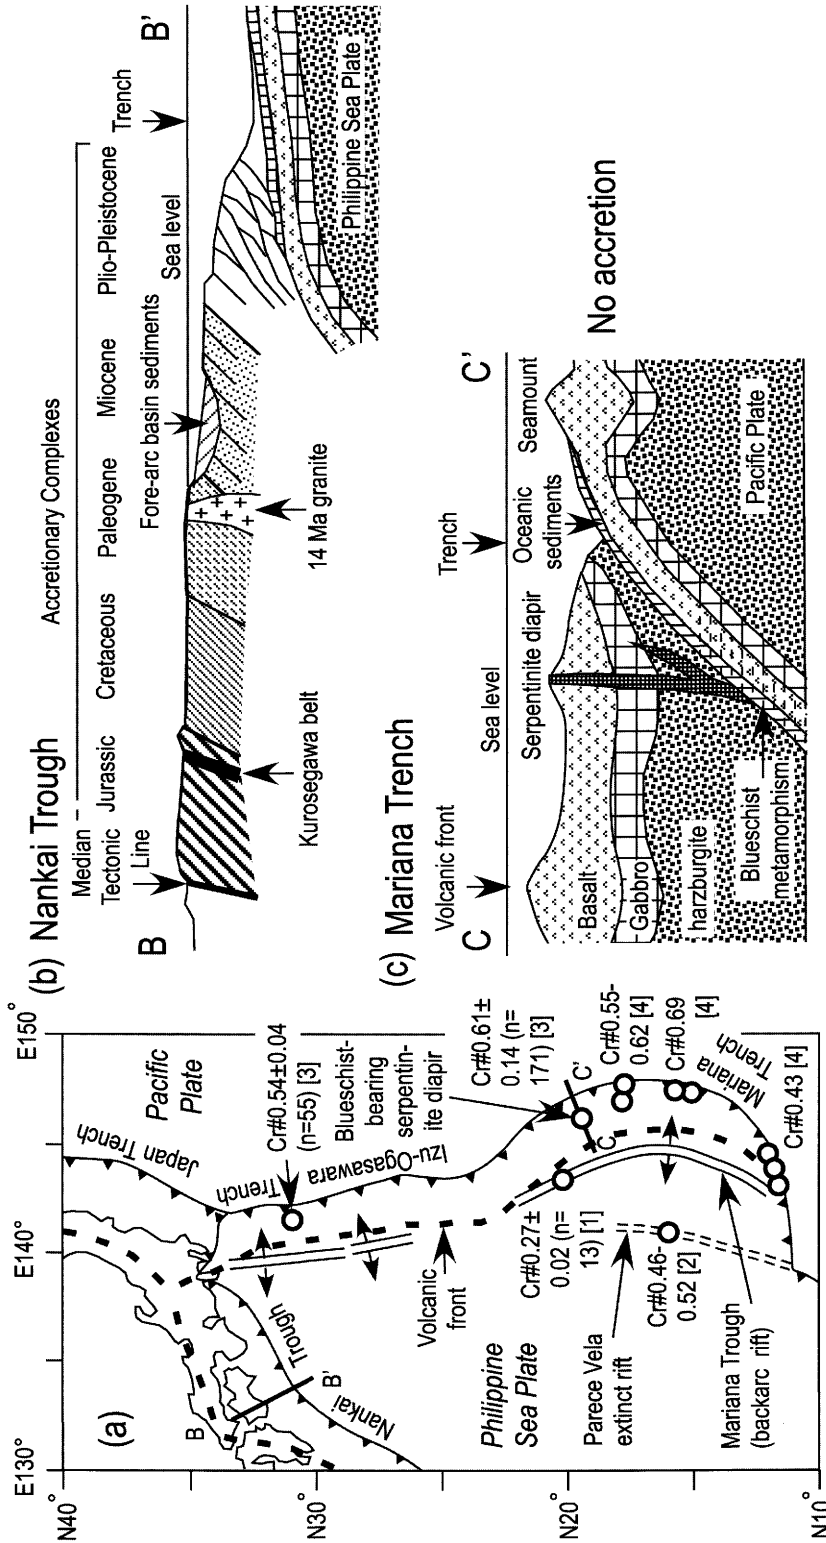 (a)
E130°
E140°
E150°
N40°
N30°
N20°
N10°
Japan Trench
Pacific
Plate
Izu-Ogasawara
Trench
Cr#0.54±0.04
(n=55) [3]
Blueschist-
bearing
serpentin-
ite diapir
Cr#0.61±
0.14 (n=
171) [3]
C'
C
Cr#0.55-
0.62 [4]
Cr#0.69
[4]
Mariana
Trench
Cr#0.43 [4]
B
B'
Nankai
Trough
Volcanic
front
Philippine
Sea Plate
Cr#0.27±
0.02 (n=
13) [1]
Parece Vela
extinct rift
Cr#0.46-
0.52 [2]
Mariana Trough
(backarc rift)
(b) Nankai Trough
Accretionary Complexes
Median
Tectonic
Line
Jurassic
Cretaceous
Paleogene
Miocene
Plio-Pleistocene
Trench
B
B'
Fore-arc basin sediments
Sea level
Kurosegawa belt
14 Ma granite
Philippine Sea Plate
(c) Mariana Trench
No accretion
Volcanic front
Sea level
Trench
C
C'
Serpentinite diapir
Oceanic
sediments
Seamount
Basalt
Gabbro
harzburgite
Blueschist
metamorphism
Pacific Plate